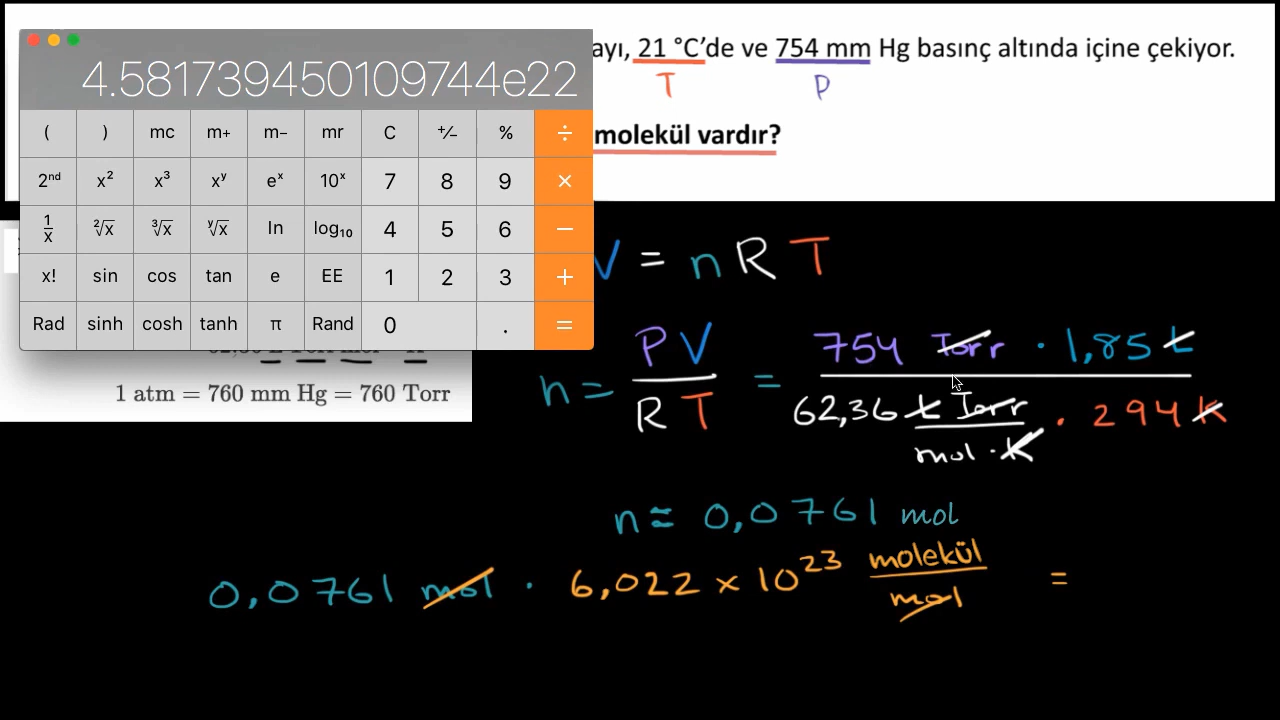 ayı, 21 °C'de ve 754 mm Hg basınç altında içine çekiyor.
T P
molekül vardır?
4.581739450109744e22
( ) mc m+ m− mr C +/− % ÷
2nd x² x³ xʸ eˣ 10ˣ 7 8 9 ×
1/x ²√x ³√x ʸ√x ln log₁₀ 4 5 6 −
x! sin cos tan e EE 1 2 3 +
Rad sinh cosh tanh π Rand 0 . =
V = n R T
1 atm = 760 mm Hg = 760 Torr
n = PV / RT = 754 Torr · 1,85 L / 62,36 L Torr / mol · K · 294 K
n ≈ 0,0761 mol
0,0761 mol · 6,022 × 10²³ molekül / mol =